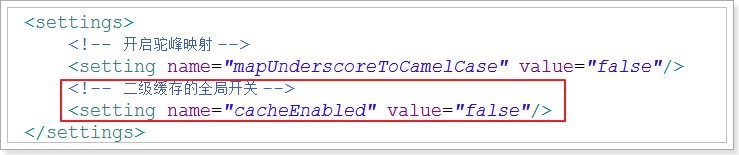 <settings>
<!-- 开启驼峰映射 -->
<setting name="mapUnderscoreToCamelCase" value="false"/>
<!-- 二级缓存的全局开关 -->
<setting name="cacheEnabled" value="false"/>
</settings>